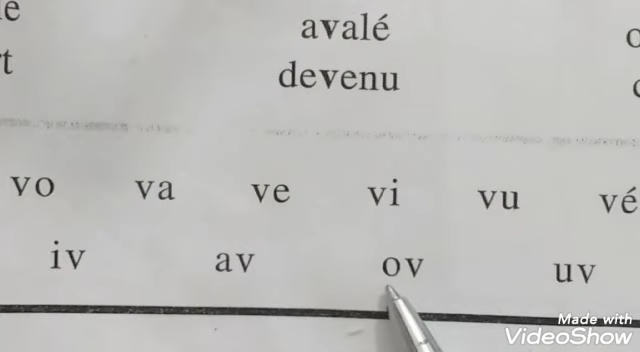 avalé
devenu
vo va ve vi vu vé
iv av ov uv
Made with
VideoShow